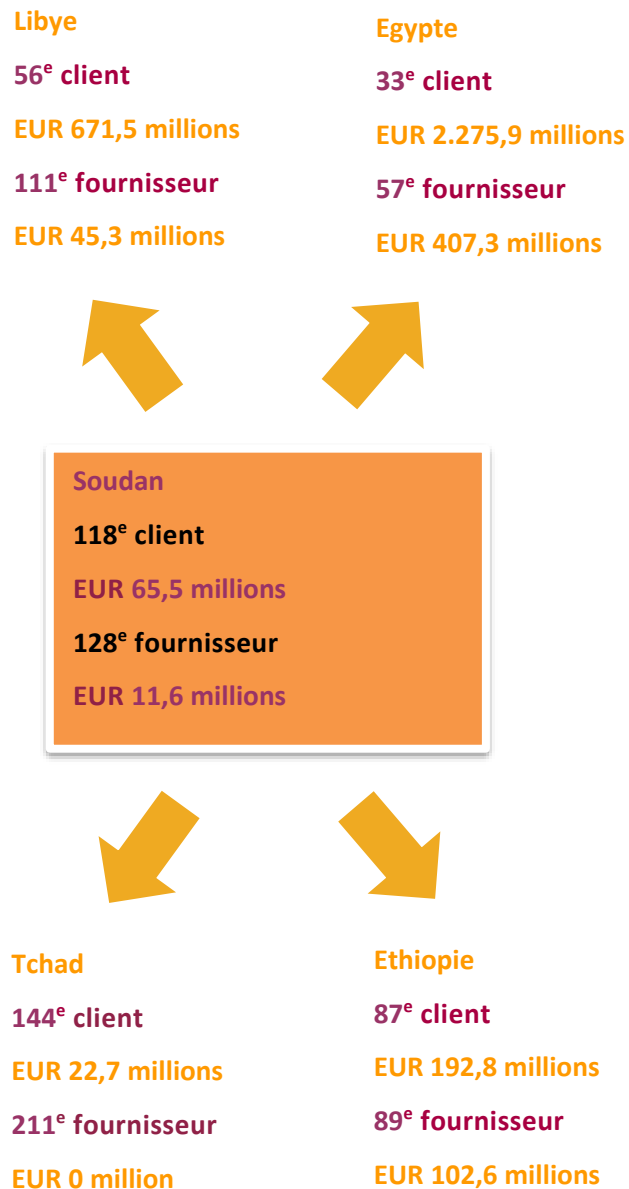 Libye
56e client
EUR 671,5 millions
111e fournisseur
EUR 45,3 millions
Egypte
33e client
EUR 2.275,9 millions
57e fournisseur
EUR 407,3 millions
Soudan
118e client
EUR 65,5 millions
128e fournisseur
EUR 11,6 millions
Tchad
144e client
EUR 22,7 millions
211e fournisseur
EUR 0 million
Ethiopie
87e client
EUR 192,8 millions
89e fournisseur
EUR 102,6 millions